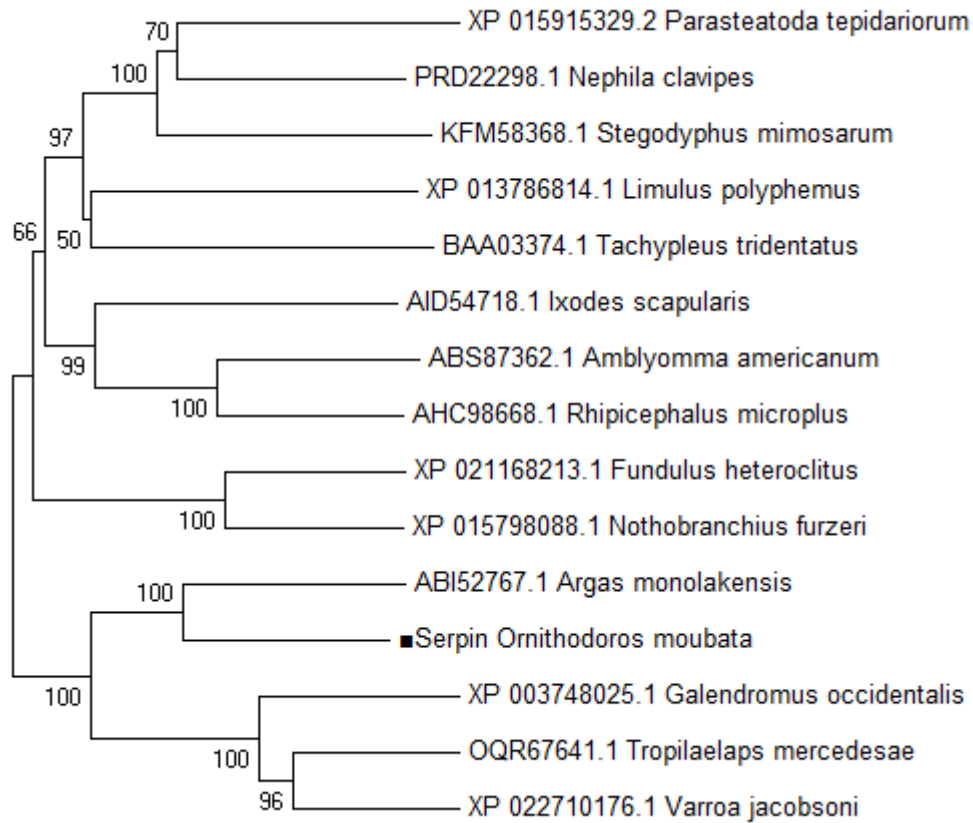 XP 015915329.2 Parasteatoda tepidariorum
70
PRD22298.1 Nephila clavipes
100
KFM58368.1 Stegodyphus mimosarum
97
XP 013786814.1 Limulus polyphemus
66
50
BAA03374.1 Tachypleus tridentatus
AID54718.1 Ixodes scapularis
99
ABS87362.1 Amblyomma americanum
100
AHC98668.1 Rhipicephalus microplus
XP 021168213.1 Fundulus heteroclitus
100
XP 015798088.1 Nothobranchius furzeri
ABI52767.1 Argas monolakensis
100
Serpin Ornithodoros moubata
100
XP 003748025.1 Galendromus occidentalis
100
OQR67641.1 Tropilaelaps mercedesae
96
XP 022710176.1 Varroa jacobsoni